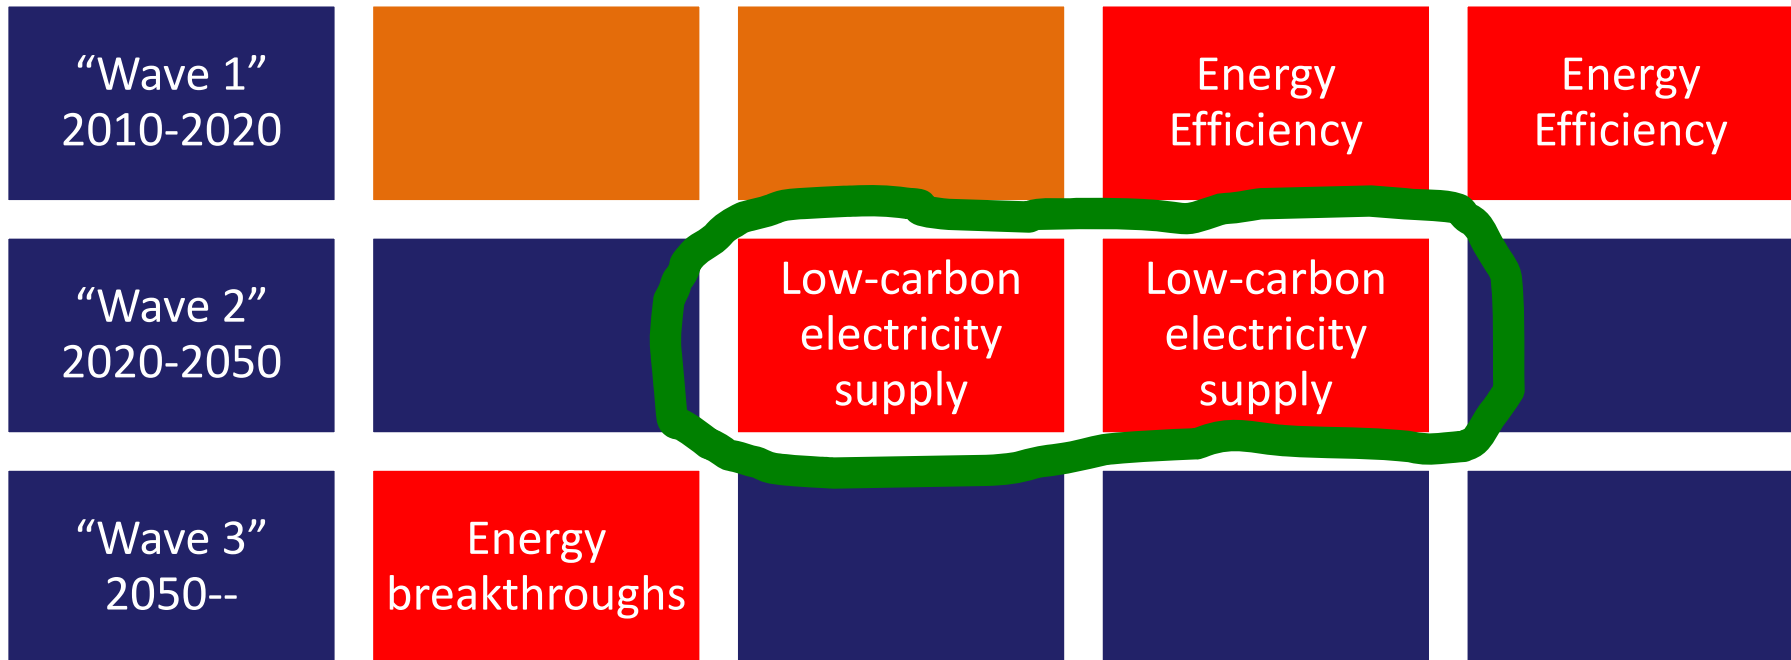 “Wave 1”
2010-2020
Energy
Efficiency
Energy
Efficiency
“Wave 2”
2020-2050
Low-carbon
electricity
supply
Low-carbon
electricity
supply
“Wave 3”
2050--
Energy
breakthroughs